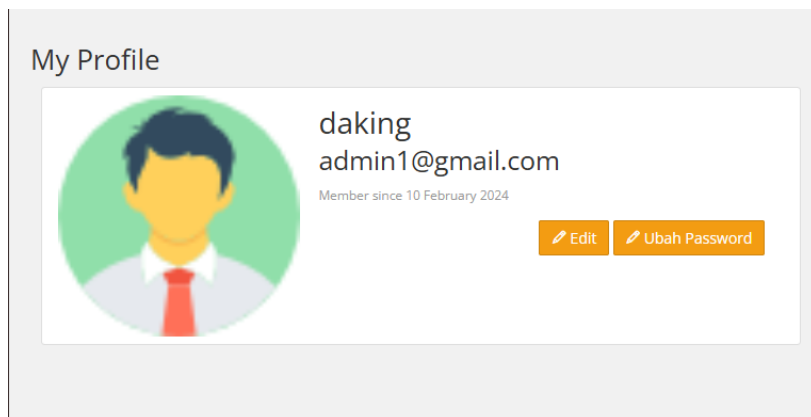 My Profile
daking
admin1@gmail.com
Member since 10 February 2024
Edit
Ubah Password